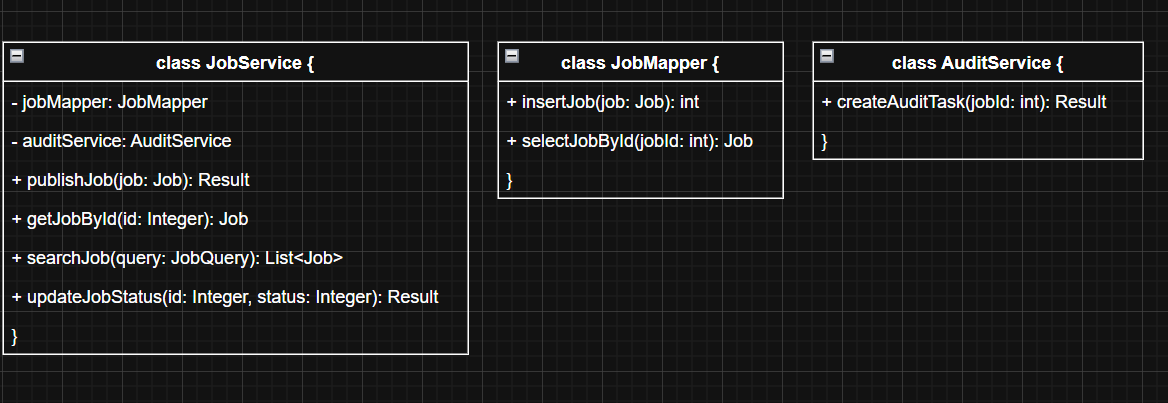 class JobService {
- jobMapper: JobMapper
- auditService: AuditService
+ publishJob(job: Job): Result
+ getJobById(id: Integer): Job
+ searchJob(query: JobQuery): List<Job>
+ updateJobStatus(id: Integer, status: Integer): Result
}
class JobMapper {
+ insertJob(job: Job): int
+ selectJobById(jobId: int): Job
}
class AuditService {
+ createAuditTask(jobId: int): Result
}